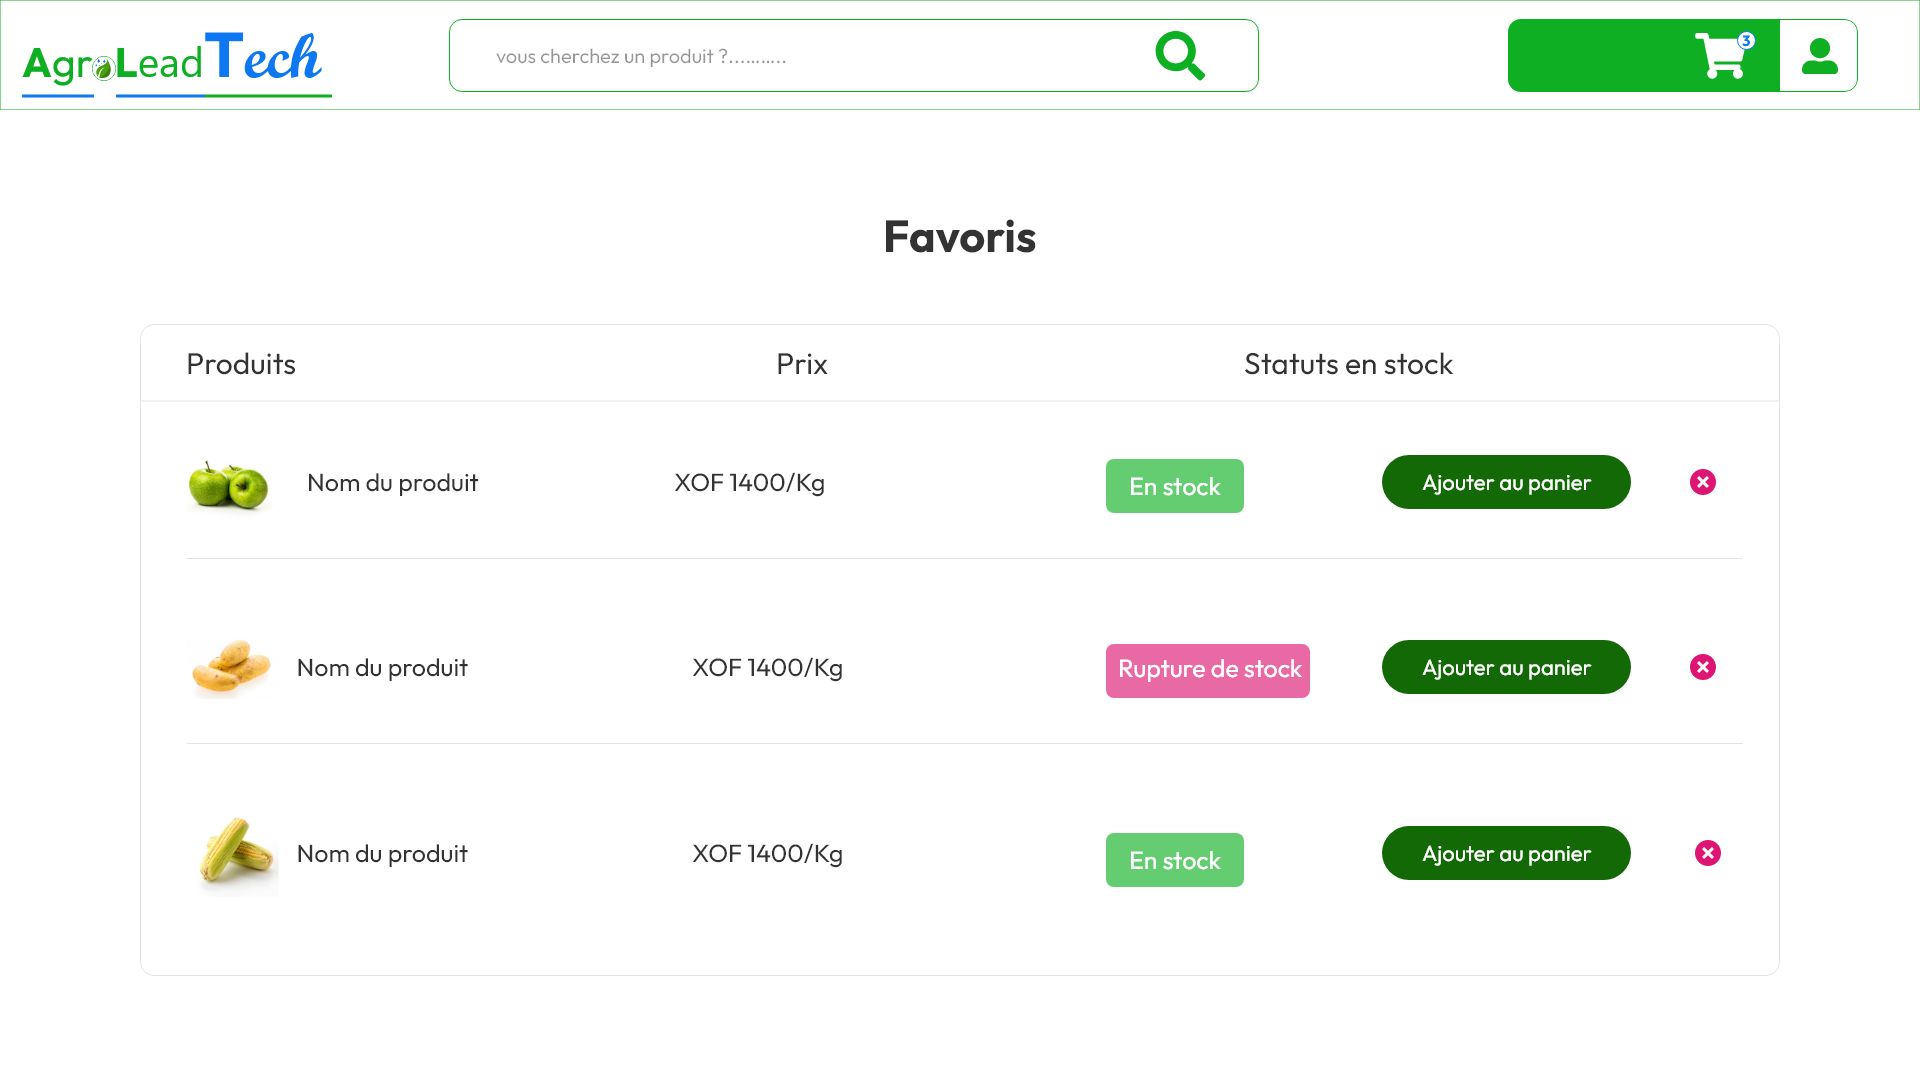 AgroLeadTech
vous cherchez un produit ?...........
3
Favoris
Produits Prix Statuts en stock
Nom du produit XOF 1400/Kg En stock Ajouter au panier
Nom du produit XOF 1400/Kg Rupture de stock Ajouter au panier
Nom du produit XOF 1400/Kg En stock Ajouter au panier